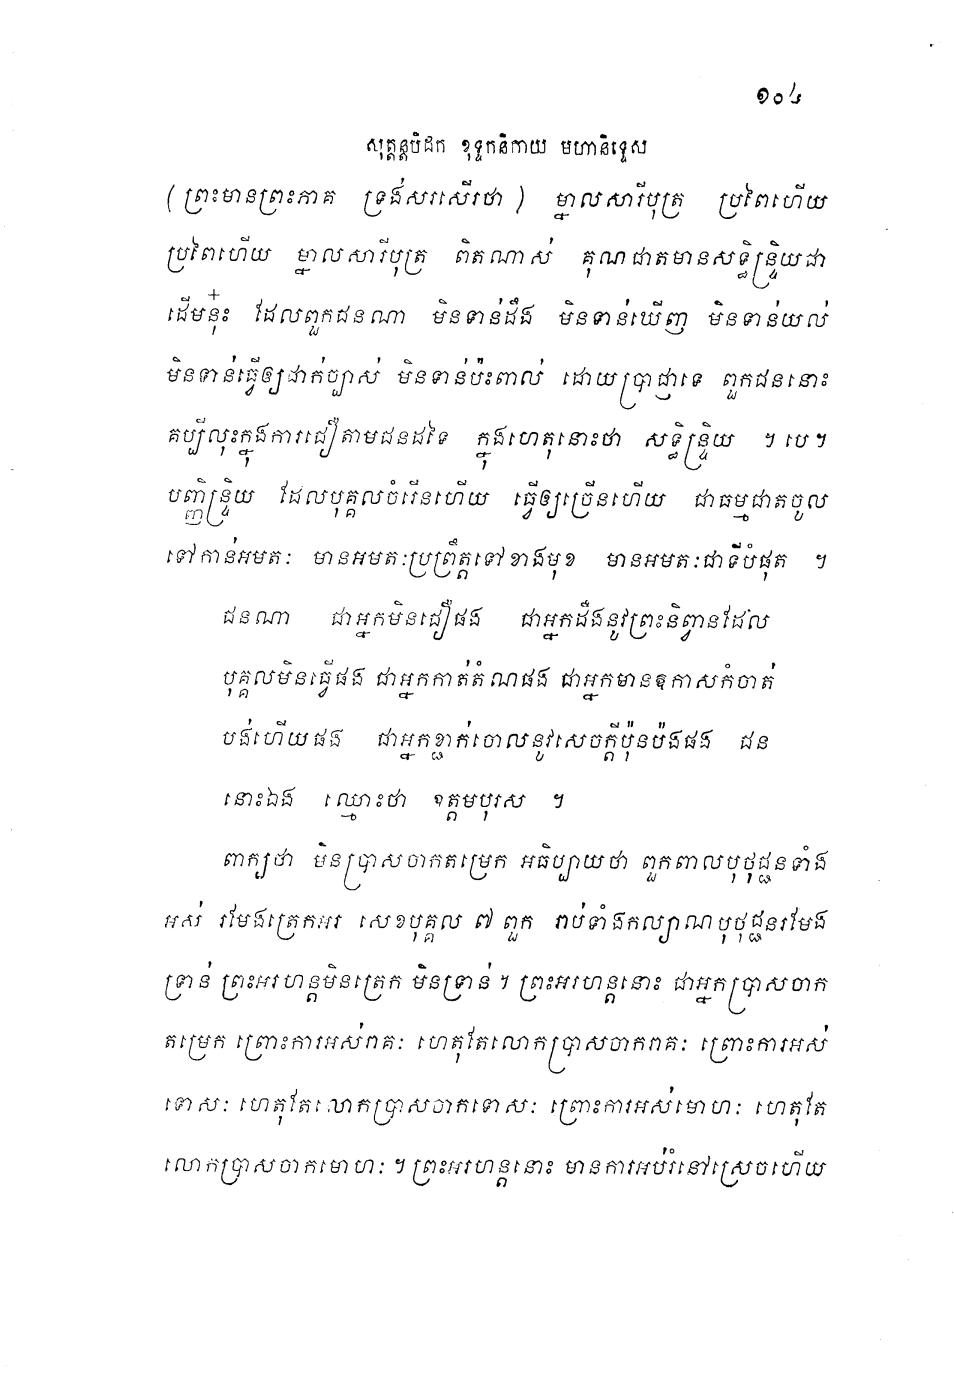 ១០៤
សុត្តន្តបិដក ខុទ្ទកនិកាយ មហានិទ្ទេស
(ព្រះមានព្រះភាគ ទ្រង់សរសើរថា) ម្នាលសារីបុត្រ ប្រពៃហើយ
ប្រពៃហើយ ម្នាលសារីបុត្រ ពិតណាស់ គុណជាតមានសទ្ធិន្ទ្រិយជា
ដើមនុ៎ះ ដែលពួកជនណា មិនទាន់ដឹង មិនទាន់ឃើញ មិនទាន់យល់
មិនទាន់ធ្វើឲ្យជាក់ច្បាស់ មិនទាន់ប៉ះពាល់ ដោយប្រាជ្ញាទេ ពួកជននោះ
គប្បីលុះក្នុងការជឿតាមជនដទៃ ក្នុងហេតុនោះថា សទ្ធិន្ទ្រិយ ។ បេ។
បញ្ញិន្ទ្រិយ ដែលបុគ្គលចំរើនហើយ ធ្វើឲ្យច្រើនហើយ ជាធម្មជាតចូល
ទៅកាន់អមតៈ មានអមតៈប្រព្រឹត្តទៅខាងមុខ មានអមតៈជាទីបំផុត ។
ជនណា ជាអ្នកមិនជឿផង ជាអ្នកដឹងនូវព្រះនិព្វានដែល
បុគ្គលមិនធ្វើផង ជាអ្នកកាត់តំណផង ជាអ្នកមានឱកាសកំចាត់
បង់ហើយផង ជាអ្នកខ្ជាក់ចោលនូវសេចក្តីប៉ុនប៉ងផង ជន
នោះឯង ឈ្មោះថា ឧត្តមបុរស ។
ពាក្យថា មិនប្រាសចាកតម្រេក អធិប្បាយថា ពួកពាលបុថុជ្ជនទាំង
អស់ រមែងត្រេកអរ សេខបុគ្គល ៧ ពួក រាប់ទាំងកល្យាណបុថុជ្ជនរមែង
ទ្រាន់ ព្រះអរហន្តមិនត្រេក មិនទ្រាន់ ។ ព្រះអរហន្តនោះ ជាអ្នកប្រាសចាក
តម្រេក ព្រោះការអស់រាគៈ ហេតុតែលោកប្រាសចាករាគៈ ព្រោះការអស់
ទោសៈ ហេតុតែលោកប្រាសចាកទោសៈ ព្រោះការអស់មោហៈ ហេតុតែ
លោកប្រាសចាកមោហៈ ។ ព្រះអរហន្តនោះ មានការអប់រំនៅស្រេចហើយ